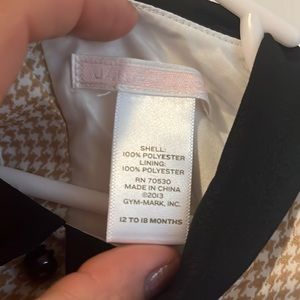 SHELL:
100% POLYESTER
LINING:
100% POLYESTER
RN 70530
MADE IN CHINA
©2013
GYM-MARK, INC.
12 TO 18 MONTHS